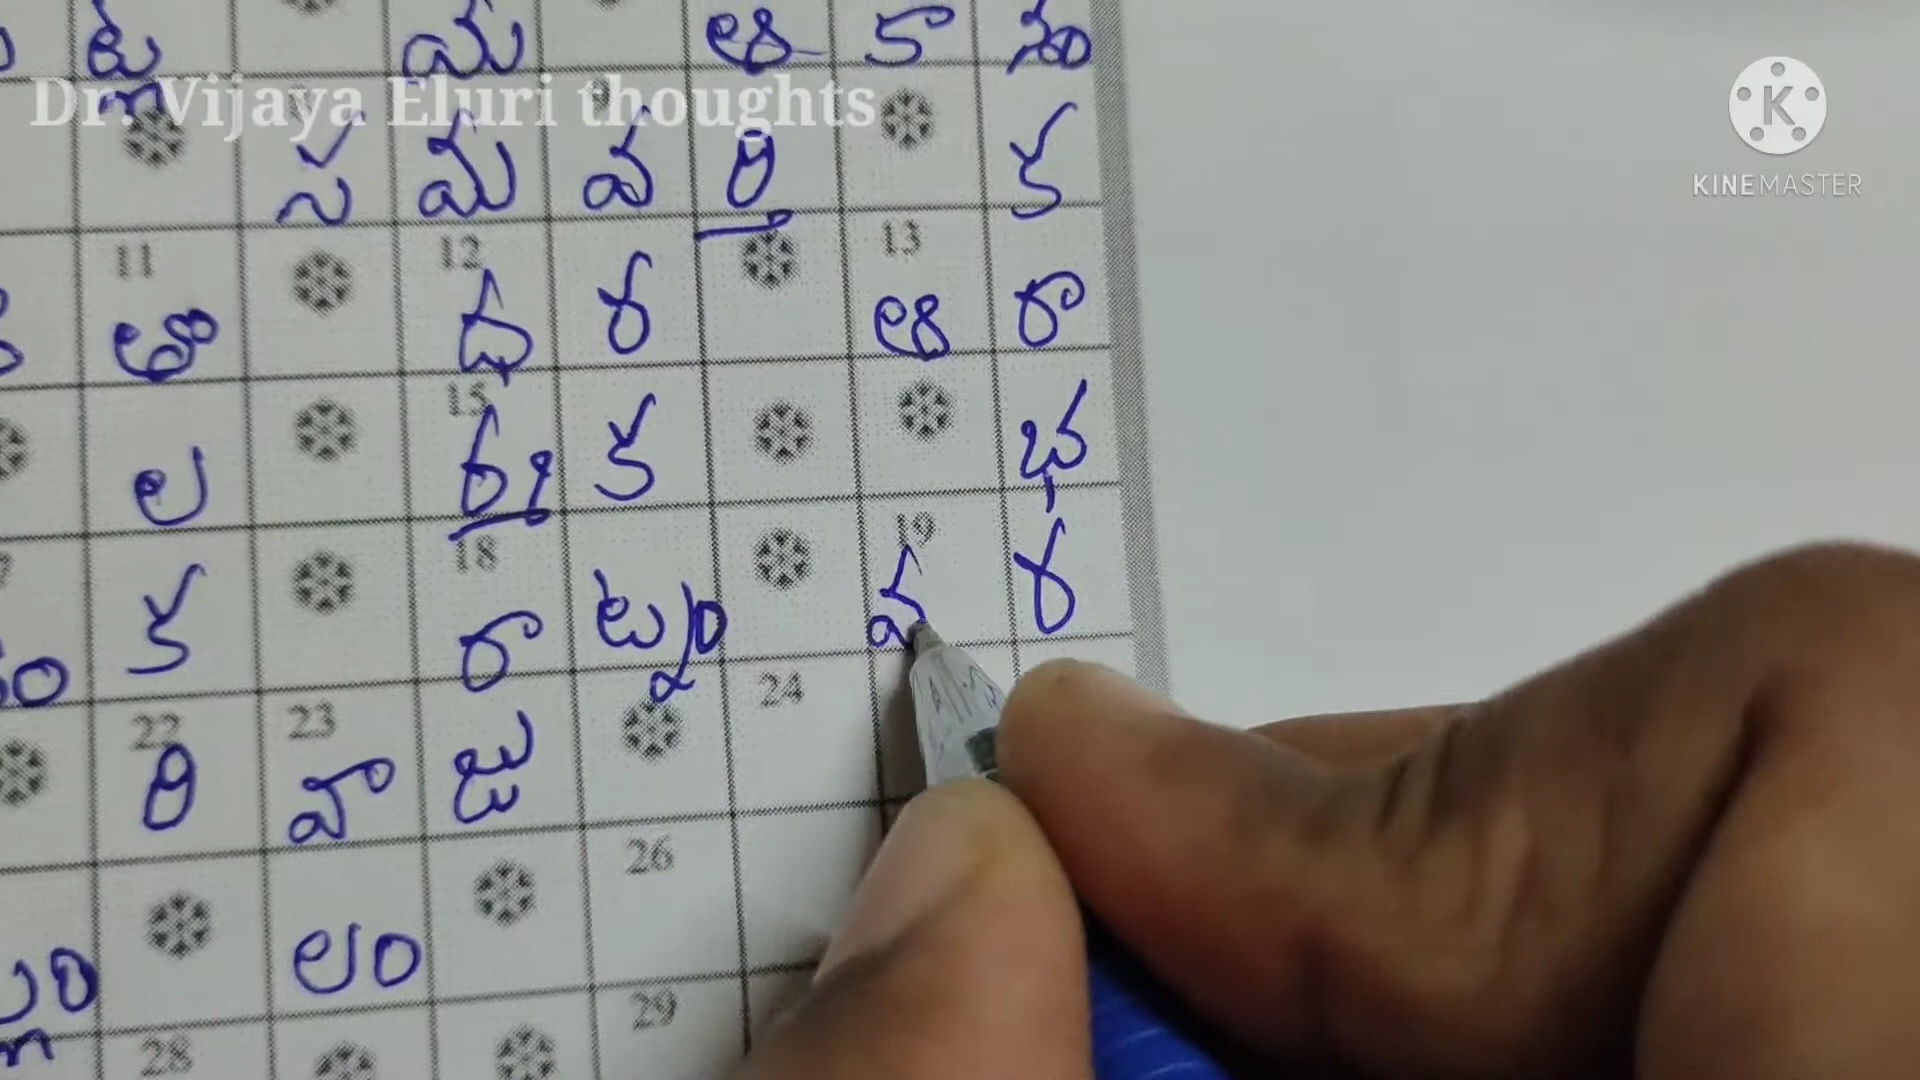 ట్ల య ఆ కా శం
Dr. Vijaya Eluri thoughts
K
KINEMASTER
స మ వ ర్తి క
11 12 13
తా ధ ర ఆ రా
15
ల ర్తః క భ
18 19
క రా ట్నం వ ర
22 23 24
రి వా జు
26
లం
28 29